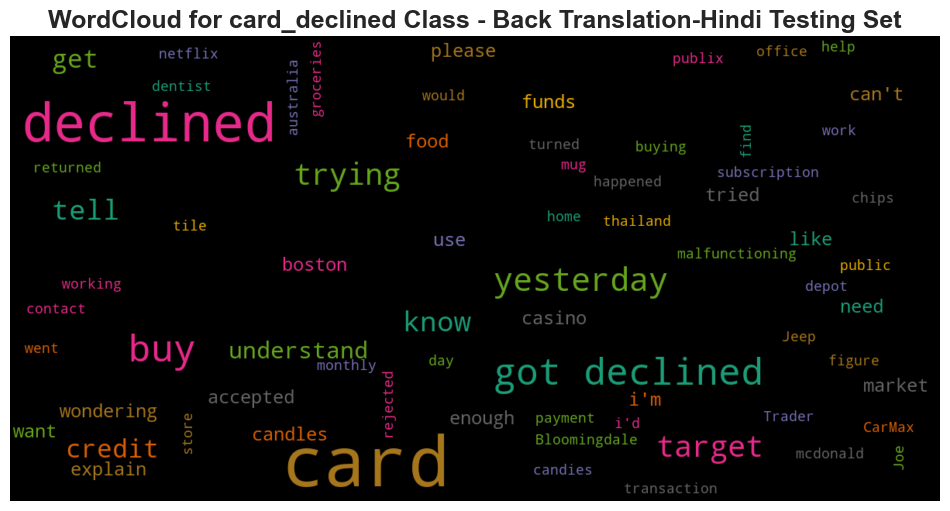 WordCloud for card_declined Class - Back Translation-Hindi Testing Set
get
netflix
please
publix
office
help
dentist
australia
groceries
would
funds
can't
declined
food
turned
buying
find
work
returned
trying
mug
happened
subscription
tried
chips
tell
tile
use
home
thailand
like
boston
malfunctioning
public
working
yesterday
depot
contact
know
casino
need
went
buy
understand
monthly
day
got declined
Jeep
figure
market
wondering
accepted
rejected
enough
i'm
payment
i'd
Trader
CarMax
want
store
credit
candles
Bloomingdale
target
mcdonald
Joe
explain
card
candies
transaction